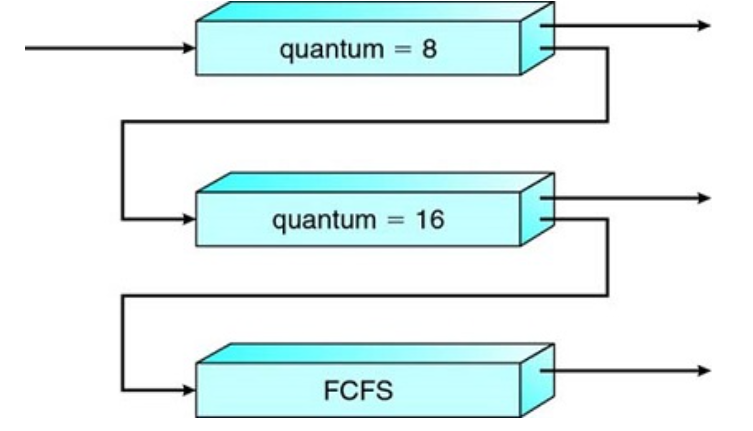 quantum = 8
quantum = 16
FCFS